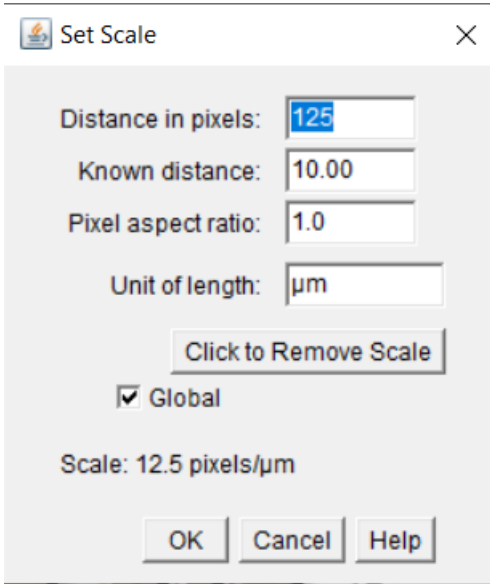 Set Scale
Distance in pixels: 125
Known distance: 10.00
Pixel aspect ratio: 1.0
Unit of length: µm
Click to Remove Scale
Global
Scale: 12.5 pixels/µm
OK Cancel Help